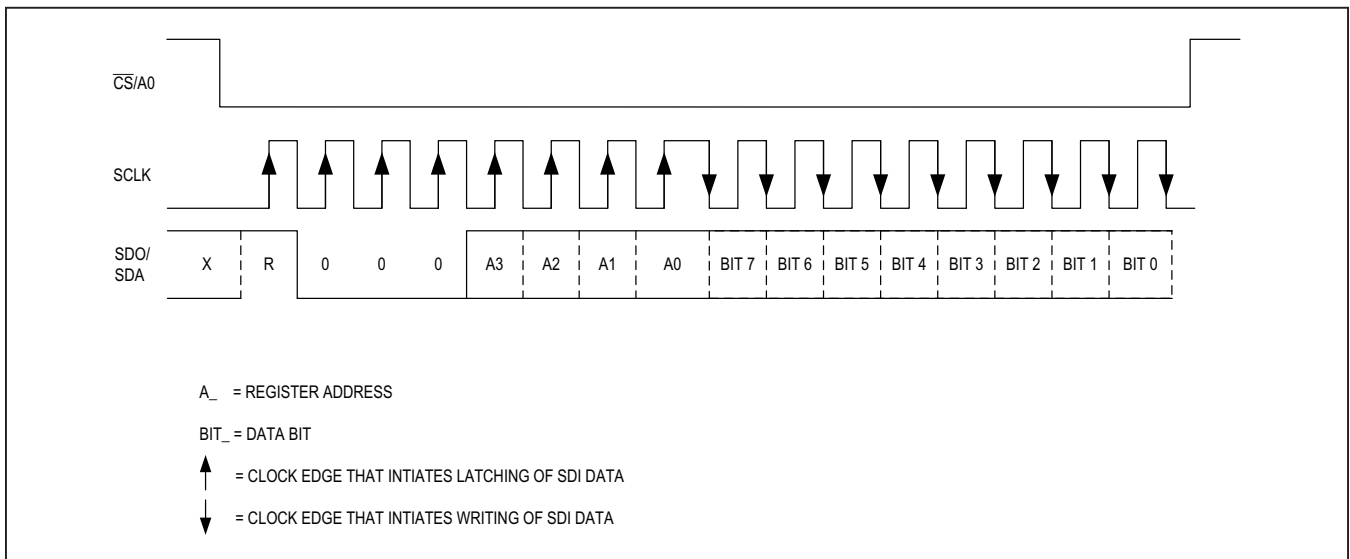 CS/A0
SCLK
SDO/
SDA
X R 0 0 0 A3 A2 A1 A0 BIT 7 BIT 6 BIT 5 BIT 4 BIT 3 BIT 2 BIT 1 BIT 0
A_ = REGISTER ADDRESS
BIT_ = DATA BIT
= CLOCK EDGE THAT INTIATES LATCHING OF SDI DATA
= CLOCK EDGE THAT INTIATES WRITING OF SDI DATA